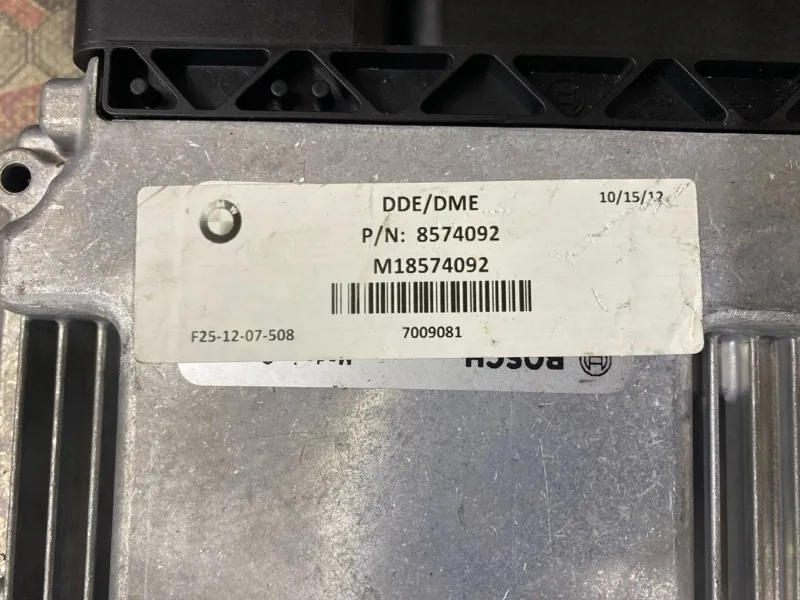 DDE/DME
10/15/12
P/N: 8574092
M18574092
F25-12-07-508
7009081
BOSCH